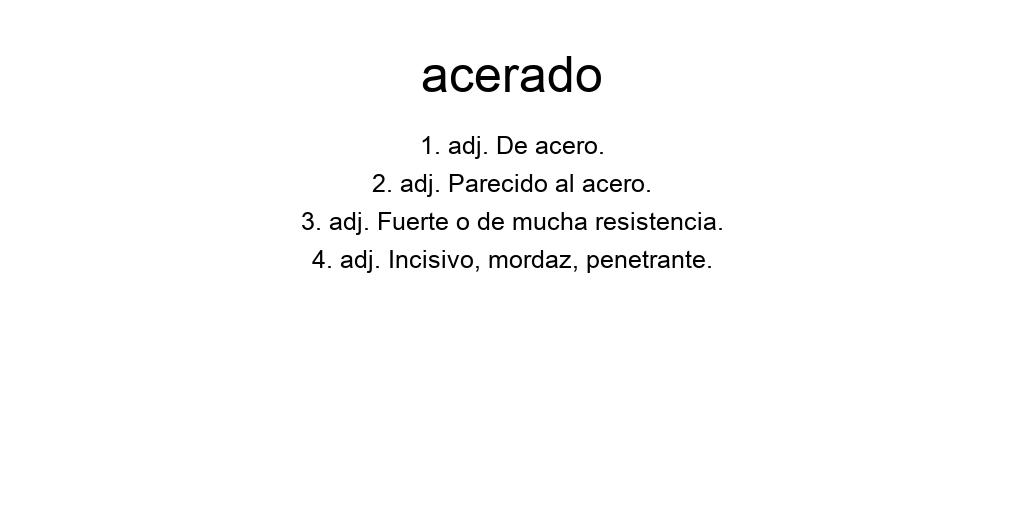 acerado
1. adj. De acero.
2. adj. Parecido al acero.
3. adj. Fuerte o de mucha resistencia.
4. adj. Incisivo, mordaz, penetrante.